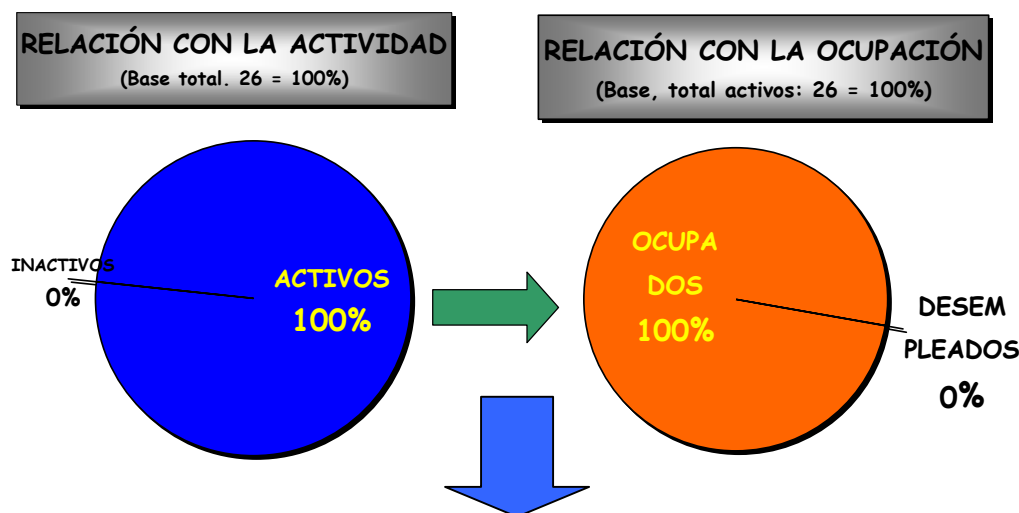 RELACIÓN CON LA ACTIVIDAD
(Base total. 26 = 100%)
RELACIÓN CON LA OCUPACIÓN
(Base, total activos: 26 = 100%)
INACTIVOS
0%
ACTIVOS
100%
OCUPA
DOS
100%
DESEM
PLEADOS
0%